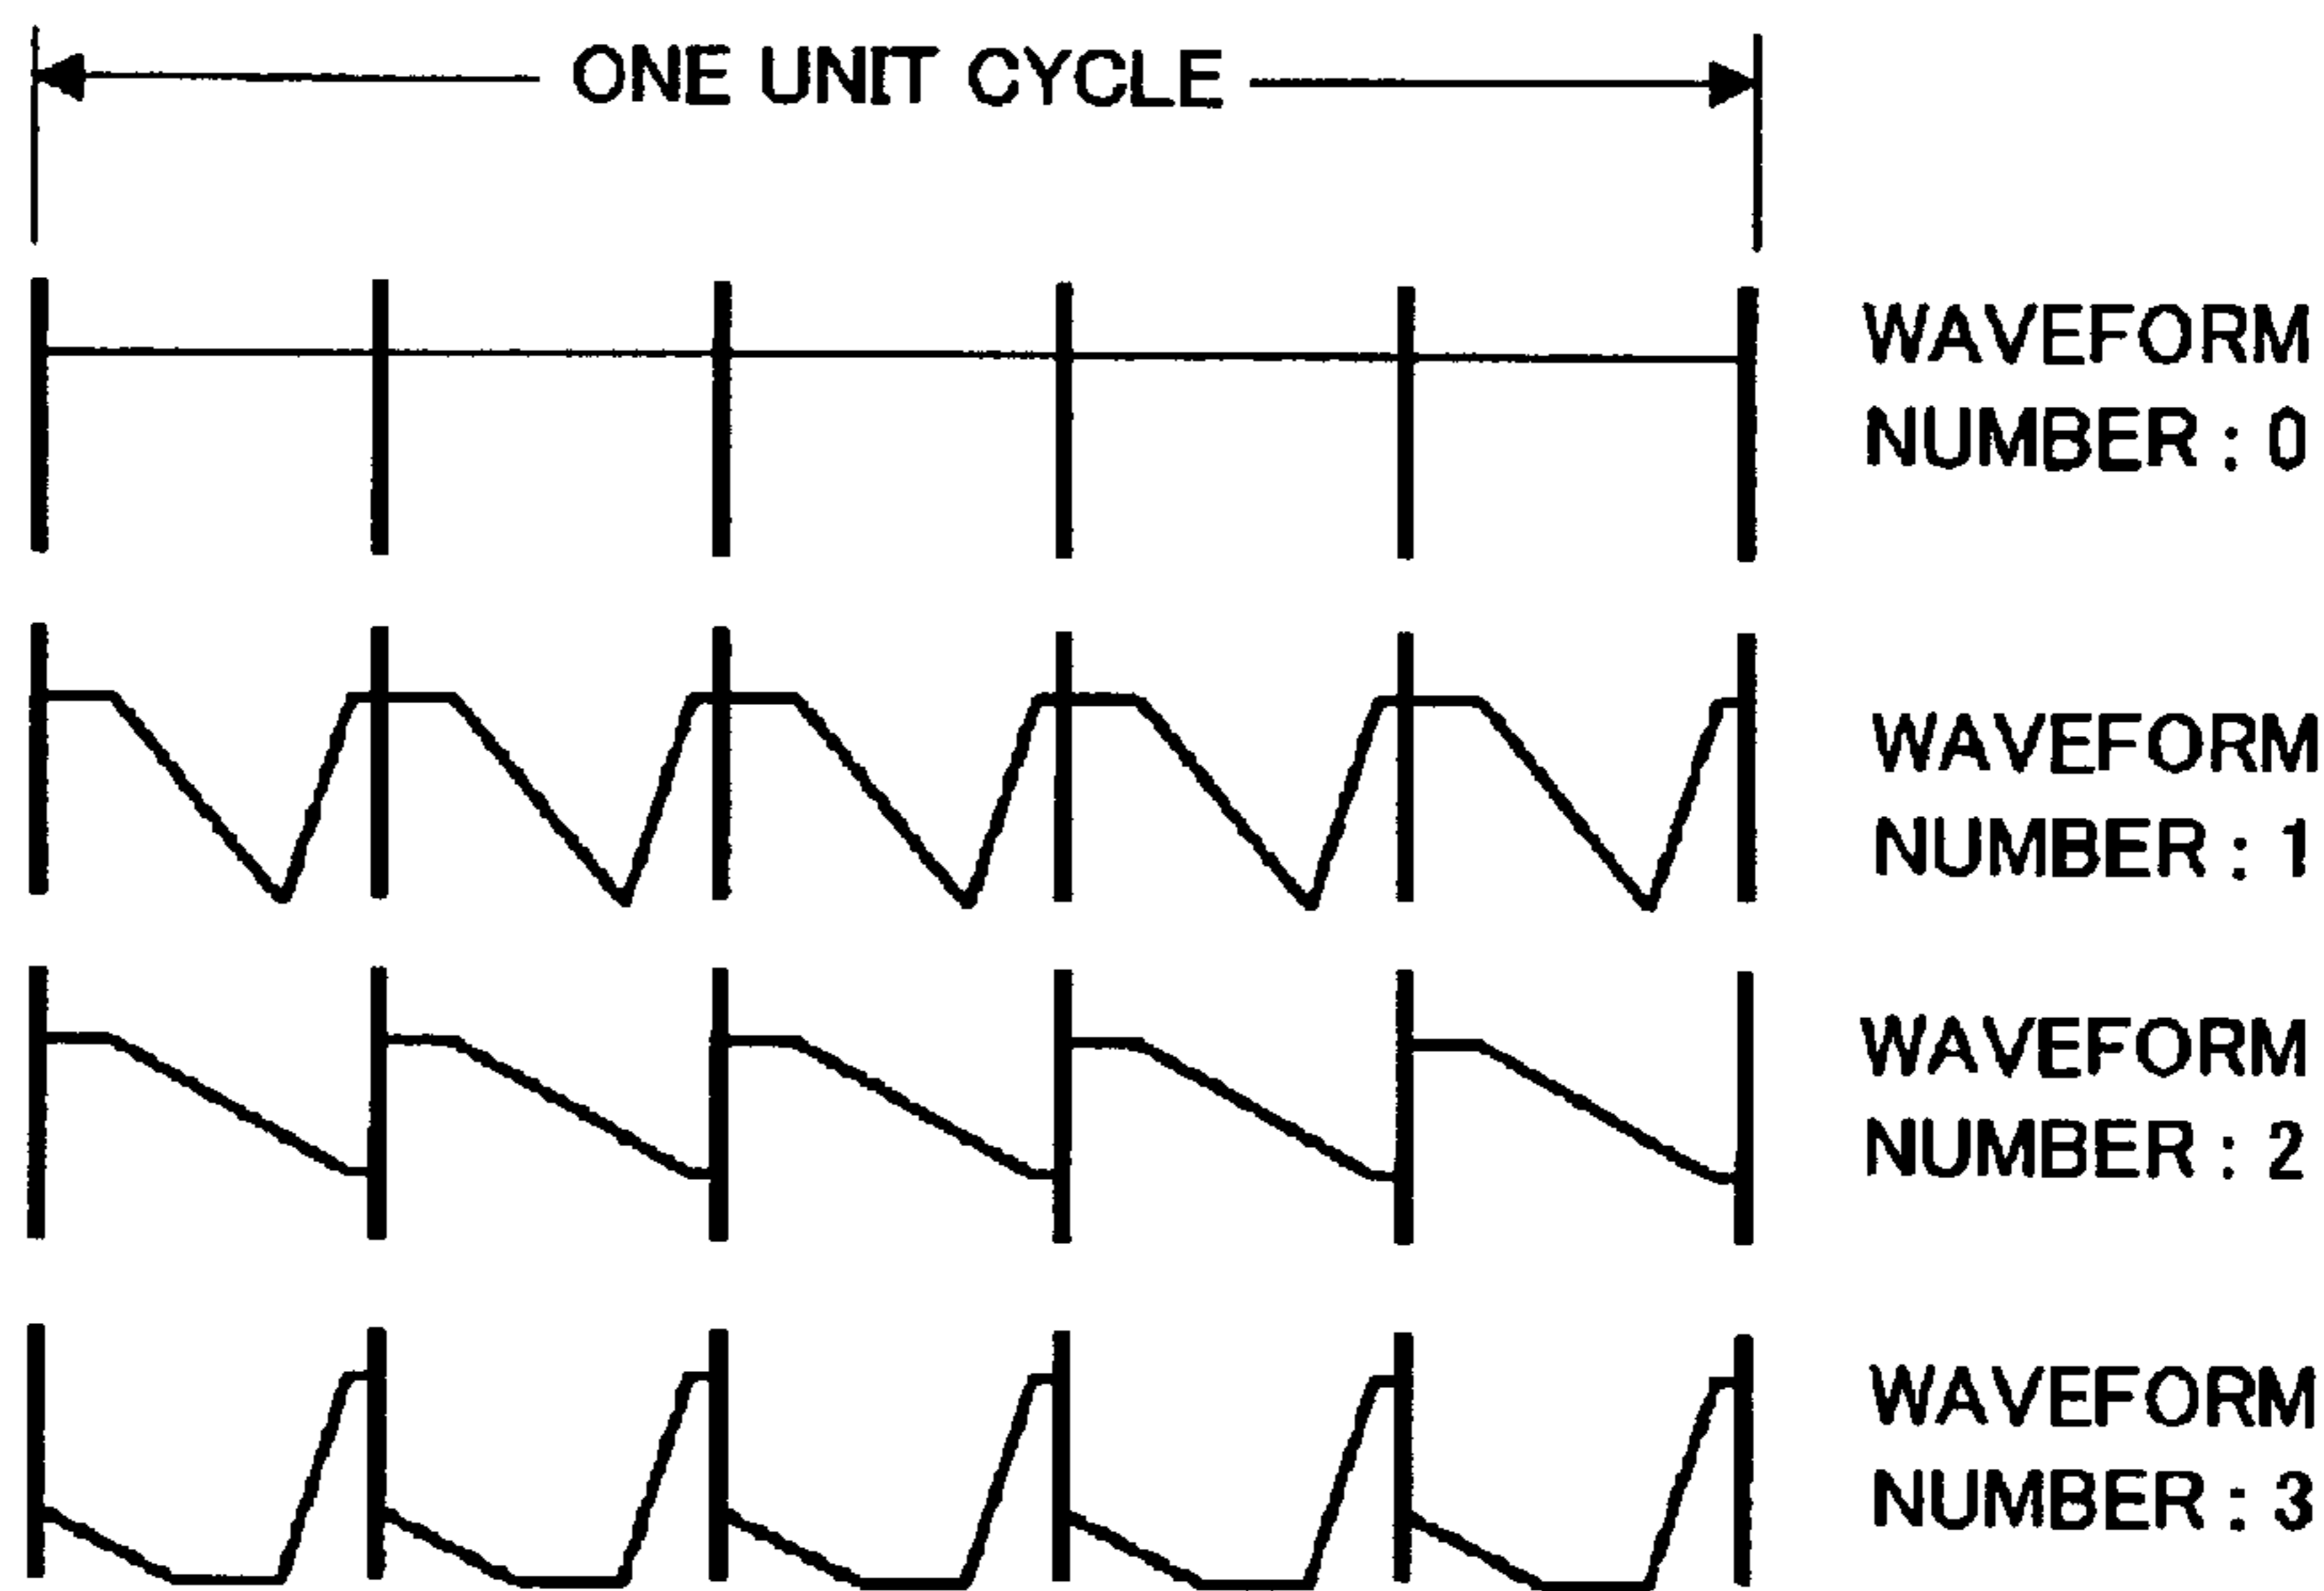 ONE UNIT CYCLE
WAVEFORM
NUMBER : 0
WAVEFORM
NUMBER : 1
WAVEFORM
NUMBER : 2
WAVEFORM
NUMBER : 3